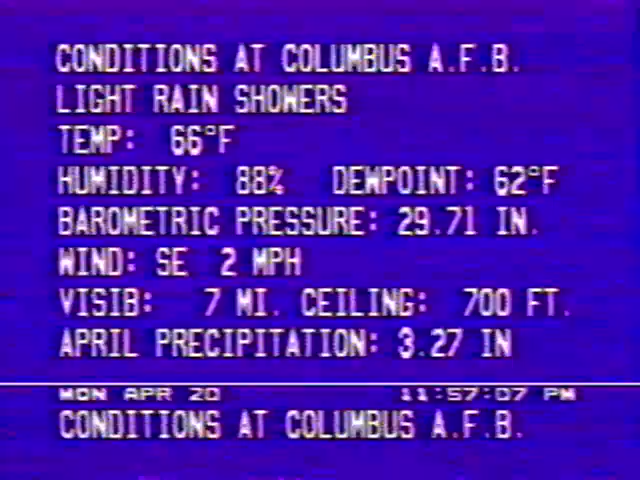 CONDITIONS AT COLUMBUS A.F.B.
LIGHT RAIN SHOWERS
TEMP: 66°F
HUMIDITY: 88% DEWPOINT: 62°F
BAROMETRIC PRESSURE: 29.71 IN.
WIND: SE 2 MPH
VISIB: 7 MI. CEILING: 700 FT.
APRIL PRECIPITATION: 3.27 IN
MON APR 20 11:57:07 PM
CONDITIONS AT COLUMBUS A.F.B.